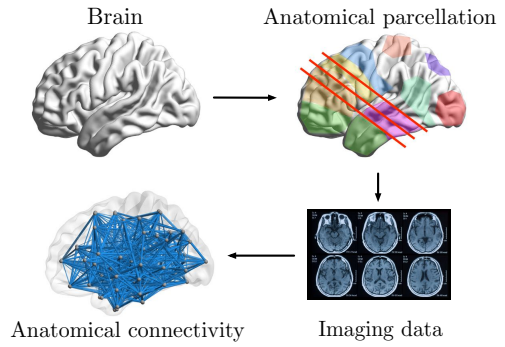 Brain
Anatomical parcellation
Anatomical connectivity
Imaging data